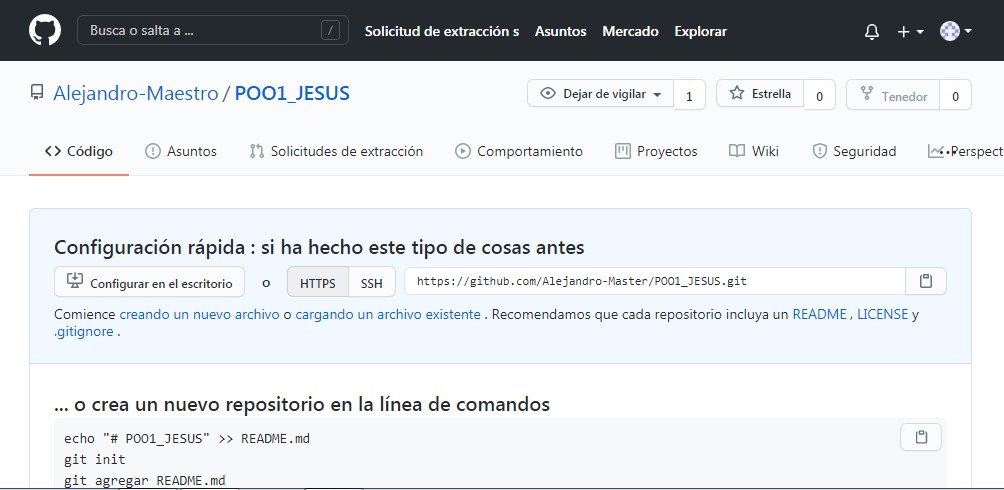 Busca o salta a ... /
Solicitud de extracción s Asuntos Mercado Explorar
Alejandro-Maestro / POO1_JESUS
Dejar de vigilar 1 Estrella 0 Tenedor 0
Código Asuntos Solicitudes de extracción Comportamiento Proyectos Wiki Seguridad Perspect
Configuración rápida : si ha hecho este tipo de cosas antes
Configurar en el escritorio o HTTPS SSH https://github.com/Alejandro-Master/POO1_JESUS.git
Comience creando un nuevo archivo o cargando un archivo existente . Recomendamos que cada repositorio incluya un README , LICENSE y
.gitignore .
... o crea un nuevo repositorio en la línea de comandos
echo "# POO1_JESUS" >> README.md
git init
git agregar README.md